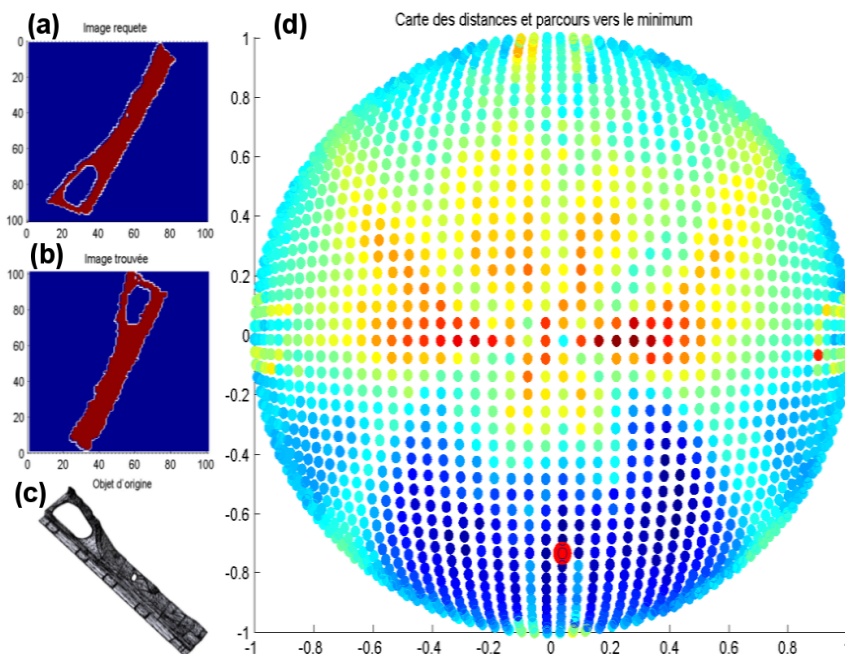 (a)
Image requete
0
20
40
60
80
100
0 20 40 60 80 100
(b)
Image trouvée
100
80
60
40
20
0
0 20 40 60 80 100
(c)
Objet d'origine
(d)
Carte des distances et parcours vers le minimum
1
0.8
0.6
0.4
0.2
0
-0.2
-0.4
-0.6
-0.8
-1
-1 -0.8 -0.6 -0.4 -0.2 0 0.2 0.4 0.6 0.8 1